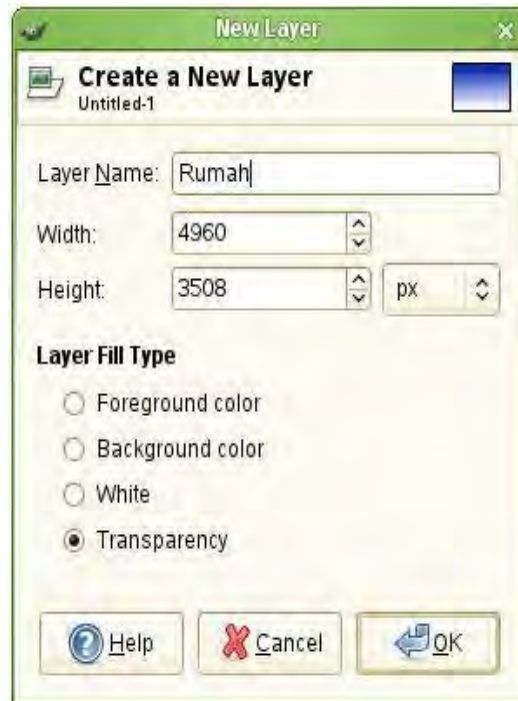 New Layer
Create a New Layer
Untitled-1
Layer Name: Rumah
Width: 4960
Height: 3508 px
Layer Fill Type
Foreground color
Background color
White
Transparency
Help Cancel OK